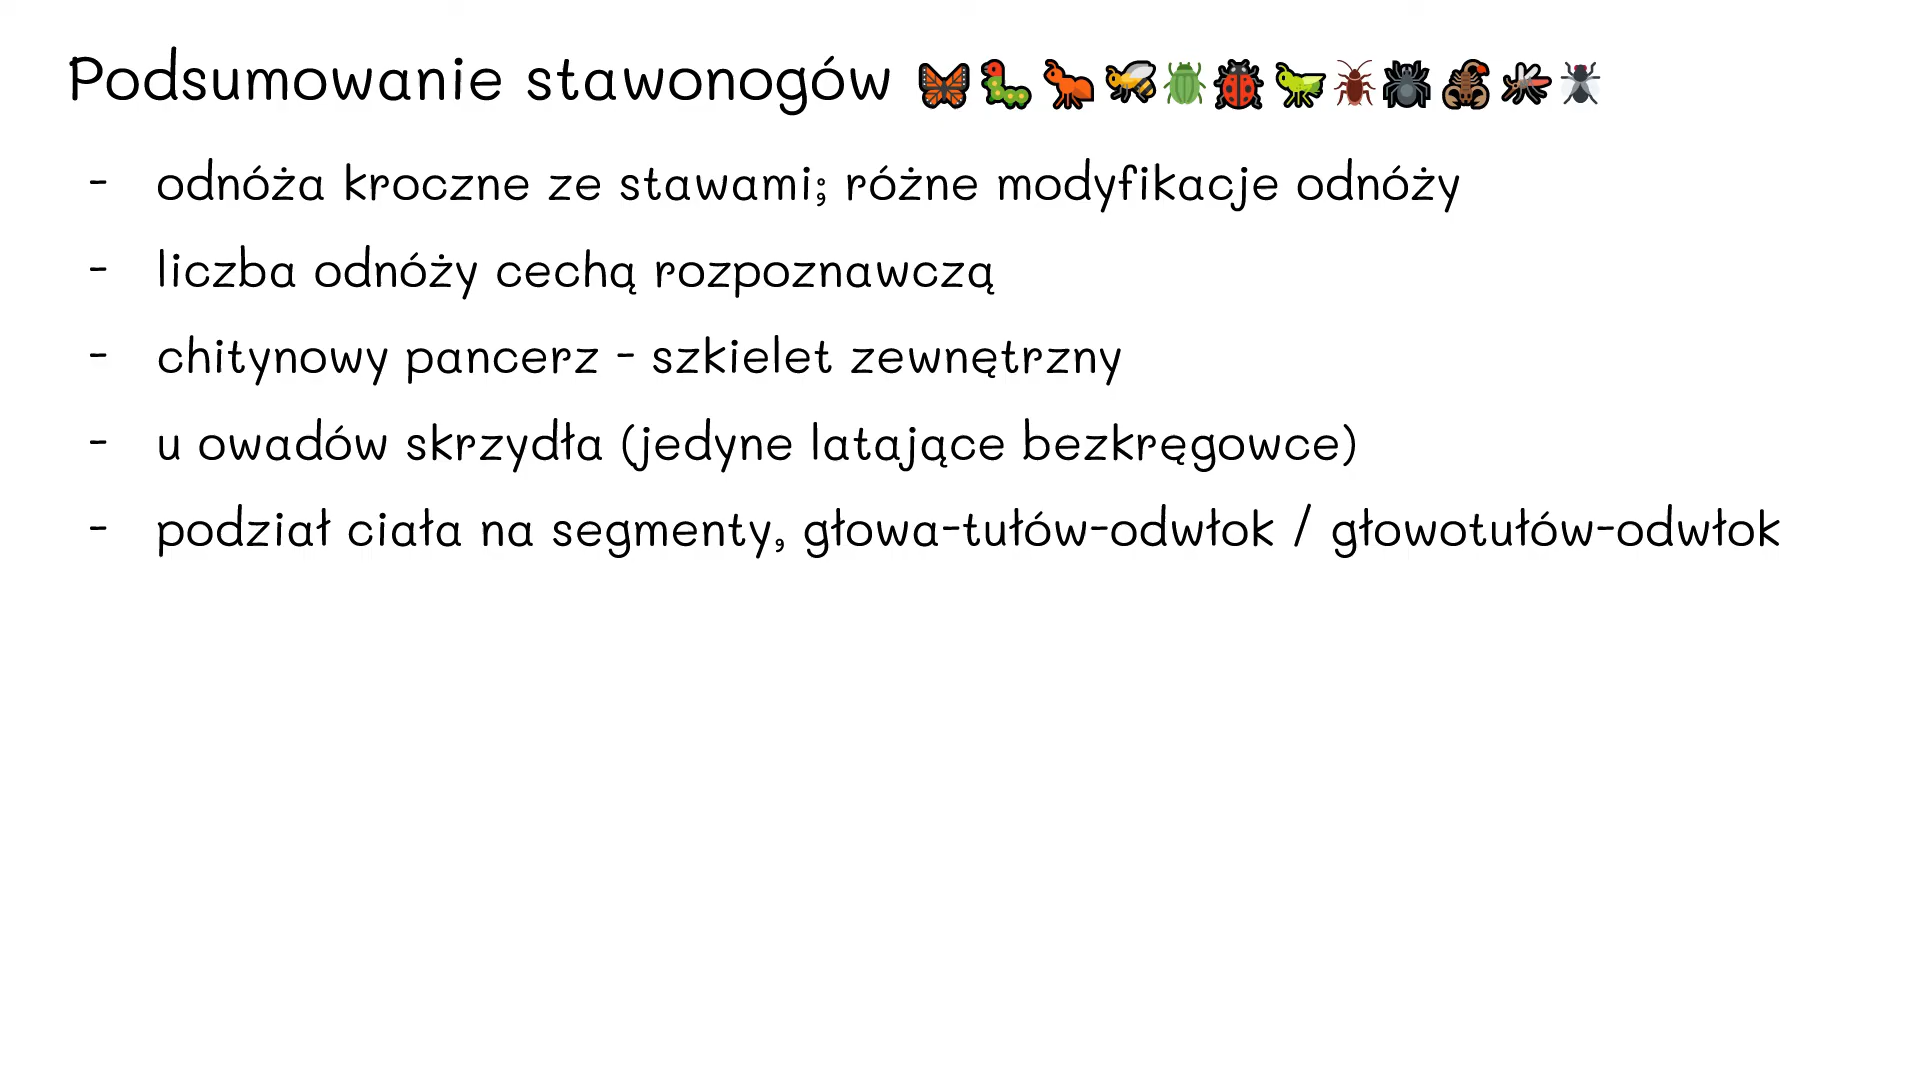 Podsumowanie stawonogów 🦋🐛🐜🐝🪲🐞🦗🪳🕷🦂🦟🪰
- odnóża kroczne ze stawami; różne modyfikacje odnóży
- liczba odnóży cechą rozpoznawczą
- chitynowy pancerz - szkielet zewnętrzny
- u owadów skrzydła (jedyne latające bezkręgowce)
- podział ciała na segmenty, głowa-tułów-odwłok / głowotułów-odwłok